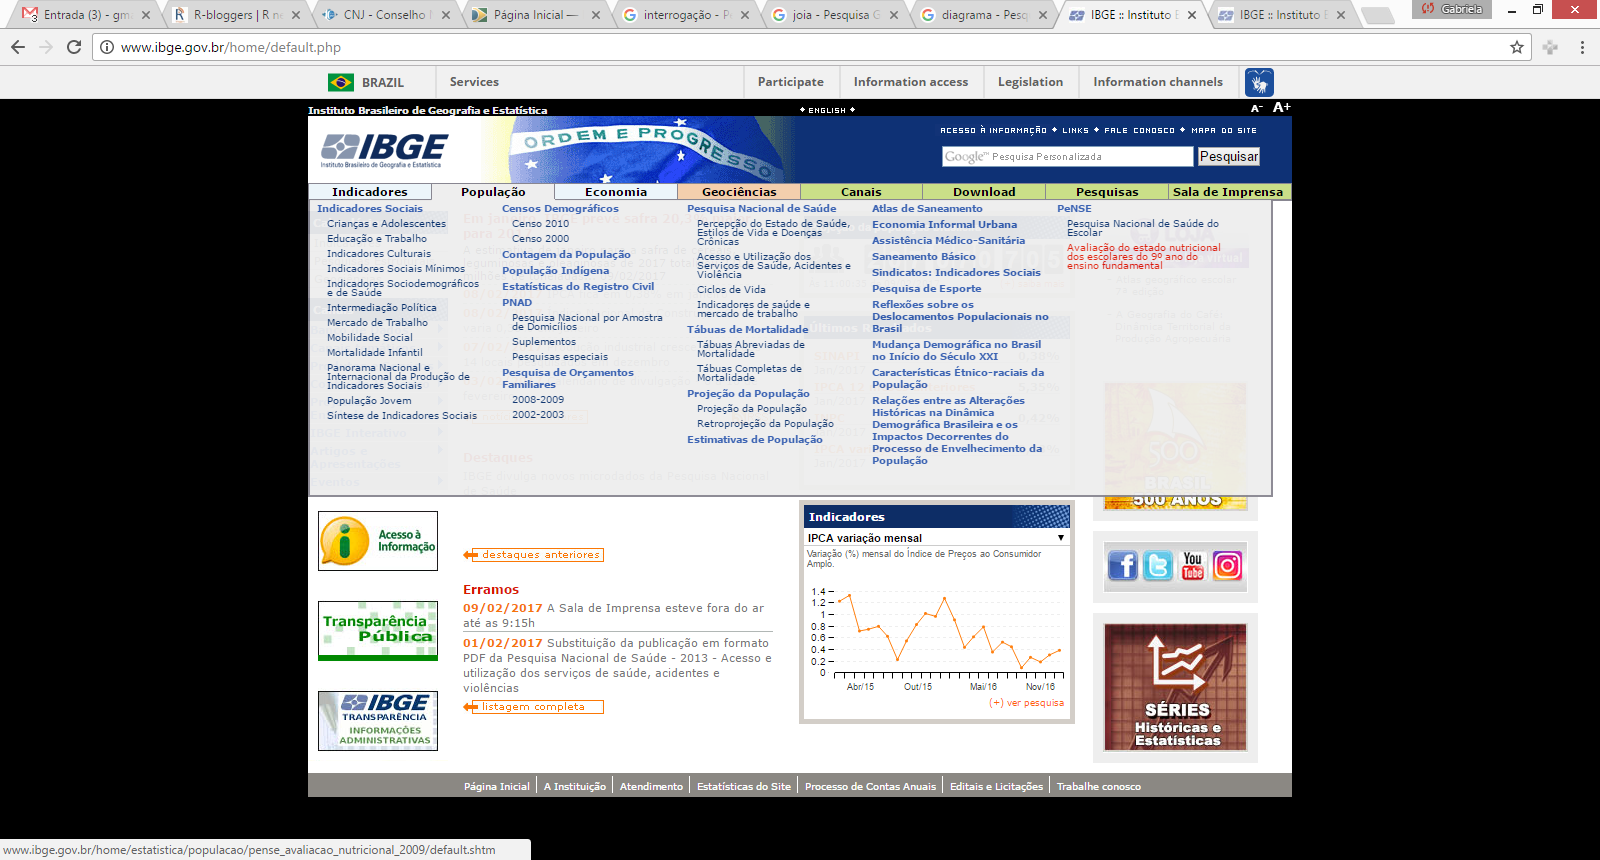 Entrada (3) - gm
R-bloggers | R n
CNJ - Conselho
Página Inicial —
interrogação - P
joia - Pesquisa G
diagrama - Pesq
IBGE :: Instituto
IBGE :: Instituto
Gabriela
www.ibge.gov.br/home/default.php
BRAZIL
Services
Participate
Information access
Legislation
Information channels
Instituto Brasileiro de Geografia e Estatística
ENGLISH
A- A+
IBGE
Instituto Brasileiro de Geografia e Estatística
ORDEM E PROGRESSO
ACESSO À INFORMAÇÃO LINKS FALE CONOSCO MAPA DO SITE
Google™ Pesquisa Personalizada
Pesquisar
Indicadores
População
Economia
Geociências
Canais
Download
Pesquisas
Sala de Imprensa
Indicadores Sociais
Crianças e Adolescentes
Educação e Trabalho
Indicadores Culturais
Indicadores Sociais Mínimos
Indicadores Sociodemográficos
e de Saúde
Intermediação Política
Mercado de Trabalho
Mobilidade Social
Mortalidade Infantil
Panorama Nacional e
Internacional da Produção de
Indicadores Sociais
População Jovem
Síntese de Indicadores Sociais
Censos Demográficos
Censo 2010
Censo 2000
Contagem da População
População Indígena
Estatísticas do Registro Civil
PNAD
Pesquisa Nacional por Amostra
de Domicílios
Suplementos
Pesquisas especiais
Pesquisa de Orçamentos
Familiares
2008-2009
2002-2003
Pesquisa Nacional de Saúde
Percepção do Estado de Saúde,
Estilos de Vida e Doenças
Crônicas
Acesso e Utilização dos
Serviços de Saúde, Acidentes e
Violência
Ciclos de Vida
Indicadores de saúde e
mercado de trabalho
Tábuas de Mortalidade
Tábuas Abreviadas de
Mortalidade
Tábuas Completas de
Mortalidade
Projeção da População
Projeção da População
Retroprojeção da População
Estimativas de População
Atlas de Saneamento
Economia Informal Urbana
Assistência Médico-Sanitária
Saneamento Básico
Sindicatos: Indicadores Sociais
Pesquisa de Esporte
Reflexões sobre os
Deslocamentos Populacionais no
Brasil
Mudança Demográfica no Brasil
no Início do Século XXI
Características Étnico-raciais da
População
Relações entre as Alterações
Históricas na Dinâmica
Demográfica Brasileira e os
Impactos Decorrentes do
Processo de Envelhecimento da
População
PeNSE
Pesquisa Nacional de Saúde do
Escolar
Avaliação do estado nutricional
dos escolares do 9º ano do
ensino fundamental
Destaques
BRASIL
500 ANOS
Acesso à
Informação
Transparência
Pública
IBGE
TRANSPARÊNCIA
INFORMAÇÕES
ADMINISTRATIVAS
destaques anteriores
Erramos
09/02/2017 A Sala de Imprensa esteve fora do ar
até as 9:15h
01/02/2017 Substituição da publicação em formato
PDF da Pesquisa Nacional de Saúde - 2013 - Acesso e
utilização dos serviços de saúde, acidentes e
violências
listagem completa
Indicadores
IPCA variação mensal
Variação (%) mensal do Índice de Preços ao Consumidor
Amplo.
1.4
1.2
1
0.8
0.6
0.4
0.2
0
Abr/15 Out/15 Mai/16 Nov/16
(+) ver pesquisa
You
Tube
SÉRIES
Históricas e
Estatísticas
Página Inicial
A Instituição
Atendimento
Estatísticas do Site
Processo de Contas Anuais
Editais e Licitações
Trabalhe conosco
www.ibge.gov.br/home/estatistica/populacao/pense_avaliacao_nutricional_2009/default.shtm